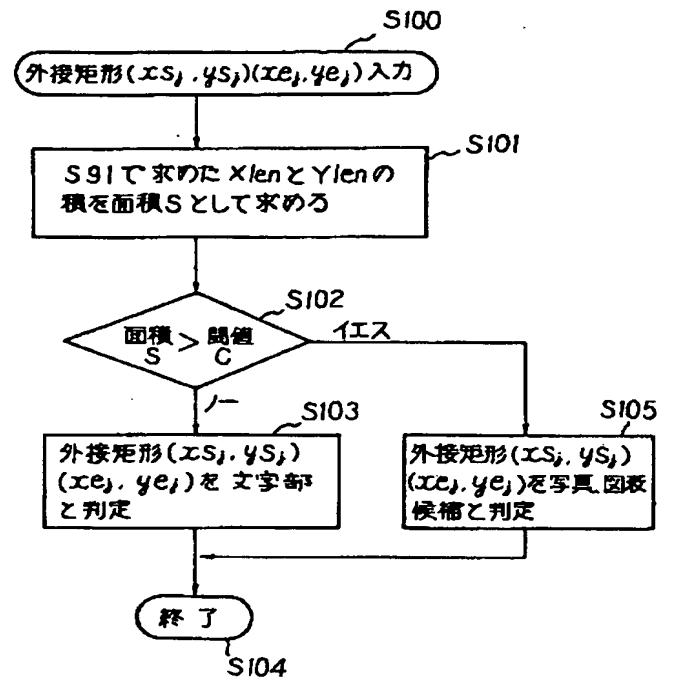 S100
外接矩形(xsj,ysj)(xej,yej)入力
S101
S91で求めたXlenとYlenの
積を面積Sとして求める
S102
面積S > 閾値C
イエス
ノー
S103
外接矩形(xsj,ysj)
(xej,yej)を文字部
と判定
S105
外接矩形(xsj,ysj)
(xej,yej)を写真、図表
候補と判定
終了
S104